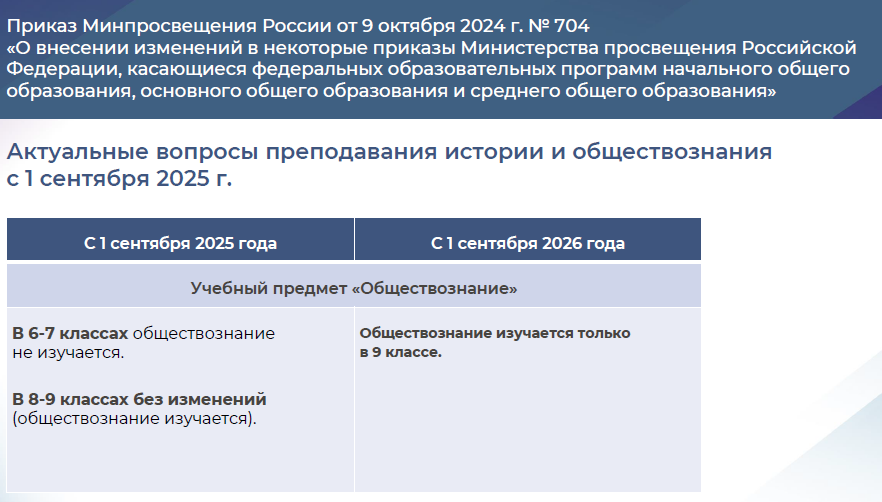 Приказ Минпросвещения России от 9 октября 2024 г. № 704
«О внесении изменений в некоторые приказы Министерства просвещения Российской
Федерации, касающиеся федеральных образовательных программ начального общего
образования, основного общего образования и среднего общего образования»
Актуальные вопросы преподавания истории и обществознания
с 1 сентября 2025 г.
С 1 сентября 2025 года
С 1 сентября 2026 года
Учебный предмет «Обществознание»
В 6-7 классах обществознание
не изучается.
В 8-9 классах без изменений
(обществознание изучается).
Обществознание изучается только
в 9 классе.